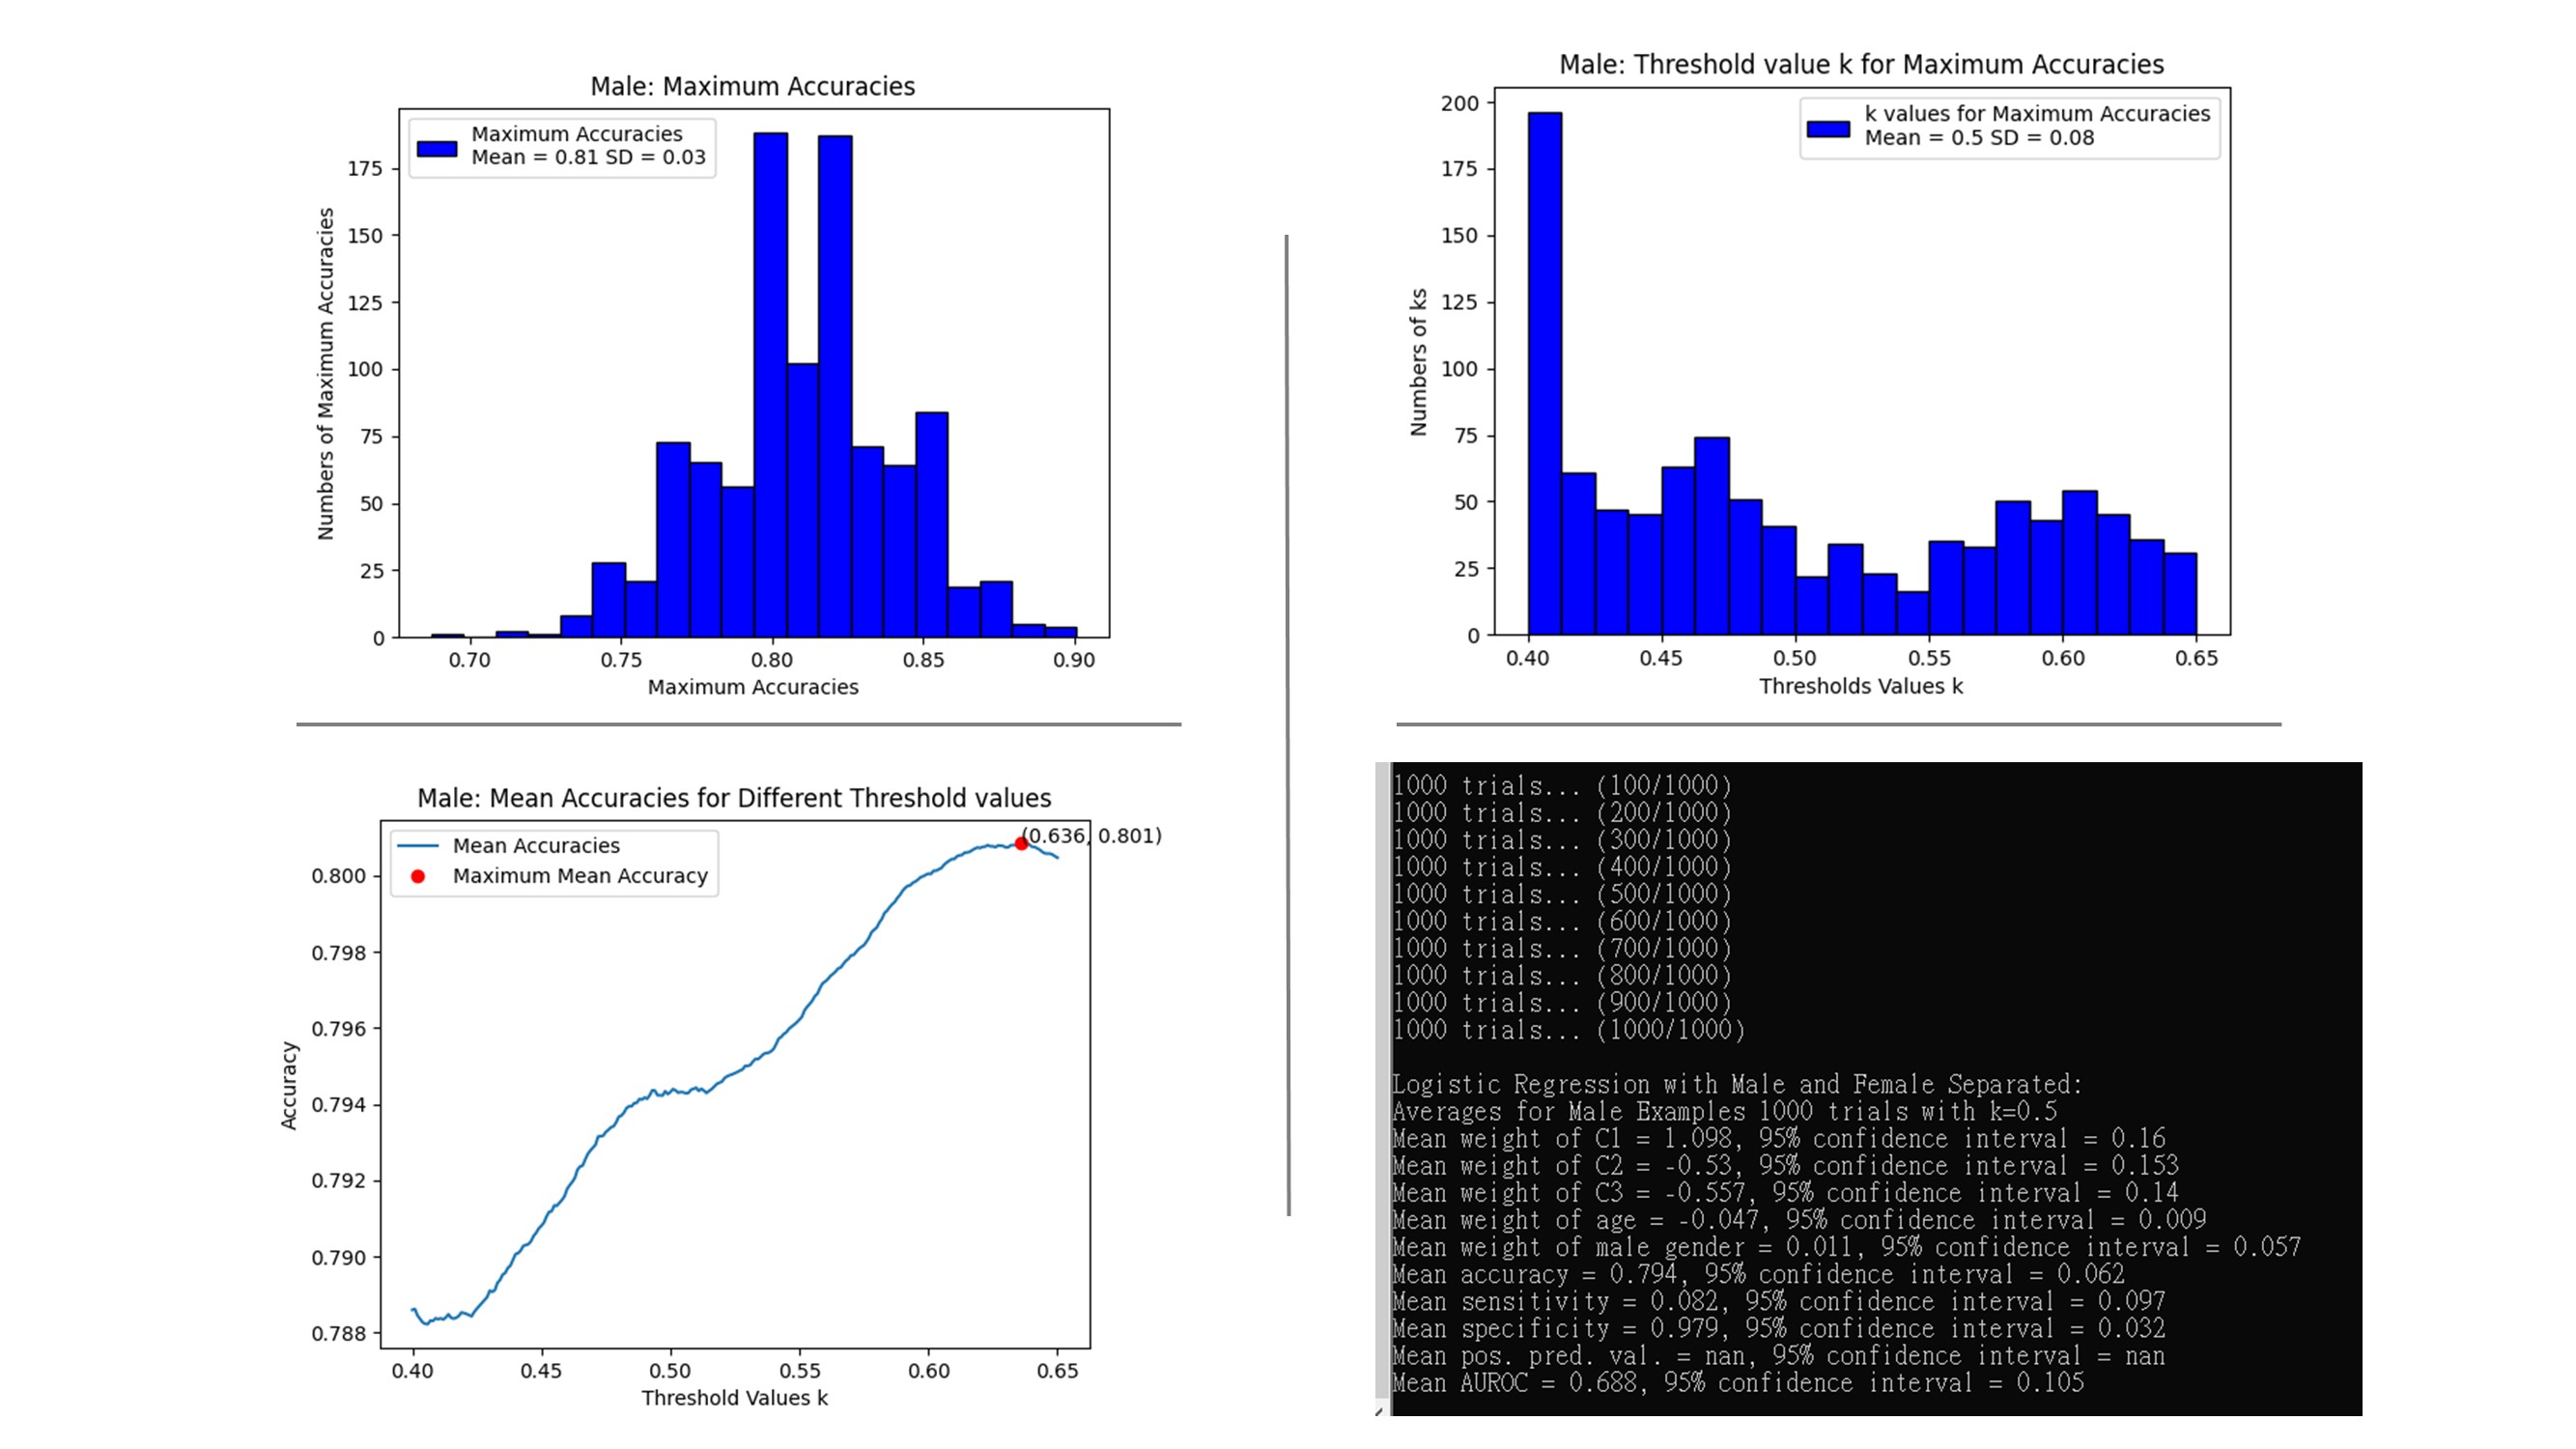 Male: Maximum Accuracies
Maximum Accuracies
Mean = 0.81 SD = 0.03
Numbers of Maximum Accuracies
175
150
125
100
75
50
25
0
0.70 0.75 0.80 0.85 0.90
Maximum Accuracies
Male: Threshold value k for Maximum Accuracies
k values for Maximum Accuracies
Mean = 0.5 SD = 0.08
Numbers of ks
200
175
150
125
100
75
50
25
0
0.40 0.45 0.50 0.55 0.60 0.65
Thresholds Values k
Male: Mean Accuracies for Different Threshold values
Mean Accuracies
Maximum Mean Accuracy
(0.636, 0.801)
Accuracy
0.800
0.798
0.796
0.794
0.792
0.790
0.788
0.40 0.45 0.50 0.55 0.60 0.65
Threshold Values k
1000 trials... (100/1000)
1000 trials... (200/1000)
1000 trials... (300/1000)
1000 trials... (400/1000)
1000 trials... (500/1000)
1000 trials... (600/1000)
1000 trials... (700/1000)
1000 trials... (800/1000)
1000 trials... (900/1000)
1000 trials... (1000/1000)
Logistic Regression with Male and Female Separated:
Averages for Male Examples 1000 trials with k=0.5
Mean weight of C1 = 1.098, 95% confidence interval = 0.16
Mean weight of C2 = -0.53, 95% confidence interval = 0.153
Mean weight of C3 = -0.557, 95% confidence interval = 0.14
Mean weight of age = -0.047, 95% confidence interval = 0.009
Mean weight of male gender = 0.011, 95% confidence interval = 0.057
Mean accuracy = 0.794, 95% confidence interval = 0.062
Mean sensitivity = 0.082, 95% confidence interval = 0.097
Mean specificity = 0.979, 95% confidence interval = 0.032
Mean pos. pred. val. = nan, 95% confidence interval = nan
Mean AUROC = 0.688, 95% confidence interval = 0.105